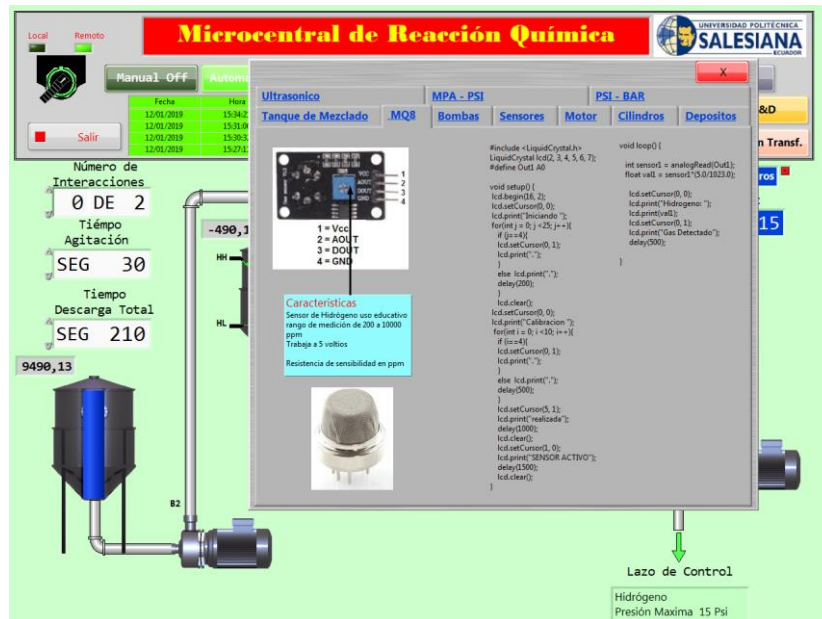 Local Remoto
Microcentral de Reacción Química
UNIVERSIDAD POLITÉCNICA
SALESIANA
ECUADOR
Manual Off
Fecha Hora
12/01/2019
12/01/2019
12/01/2019
12/01/2019
Salir
X
Ultrasonico MPA - PSI PSI - BAR
Tanque de Mezclado MQ8 Bombas Sensores Motor Cilindros Depositos
&D
n Transf.
Número de
Interacciones
0 DE 2
Tiémpo
Agitación
SEG 30
Tiempo
Descarga Total
SEG 210
9490,13
-490,1
HH
HL
B2
ros
15
VCC 1
AOUT 2
DOUT 3
GND 4
1 = Vcc
2 = AOUT
3 = DOUT
4 = GND
Características
Sensor de Hidrógeno uso educativo
rango de medición de 200 a 10000
ppm
Trabaja a 5 voltios
Resistencia de sensibilidad en ppm
#include <LiquidCrystal.h>
LiquidCrystal lcd(2, 3, 4, 5, 6, 7);
#define Out1 A0
void setup() {
lcd.begin(16, 2);
lcd.setCursor(0, 0);
lcd.print("Iniciando ");
for(int j = 0; j <25; j++){
if (j==4){
lcd.setCursor(0, 1);
lcd.print(".");
}
else lcd.print(".");
delay(200);
}
lcd.clear();
lcd.setCursor(0, 0);
lcd.print("Calibracion ");
for(int i = 0; i <10; i++){
if (i==4){
lcd.setCursor(0, 1);
lcd.print(".");
}
else lcd.print(".");
delay(500);
}
lcd.setCursor(5, 1);
lcd.print("realizada");
delay(1000);
lcd.clear();
lcd.setCursor(1, 0);
lcd.print("SENSOR ACTIVO");
delay(1500);
lcd.clear();
}
void loop() {
int sensor1 = analogRead(Out1);
float val1 = sensor1*(5.0/1023.0);
lcd.setCursor(0, 0);
lcd.print("Hidrogeno: ");
lcd.print(val1);
lcd.setCursor(0, 1);
lcd.print("Gas Detectado");
delay(500);
}
Lazo de Control
Hidrógeno
Presión Maxima 15 Psi